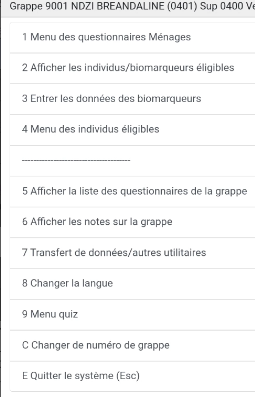 Grappe 9001 NDZI BREANDALINE (0401) Sup 0400 Ve
1 Menu des questionnaires Ménages
2 Afficher les individus/biomarqueurs éligibles
3 Entrer les données des biomarqueurs
4 Menu des individus éligibles
-------------------------------------
5 Afficher la liste des questionnaires de la grappe
6 Afficher les notes sur la grappe
7 Transfert de données/autres utilitaires
8 Changer la langue
9 Menu quiz
C Changer de numéro de grappe
E Quitter le système (Esc)